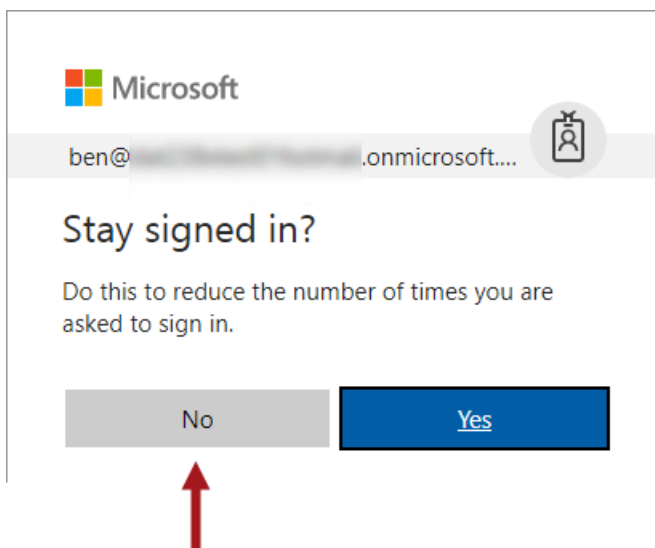 Microsoft
ben@ .onmicrosoft....
Stay signed in?
Do this to reduce the number of times you are
asked to sign in.
No Yes